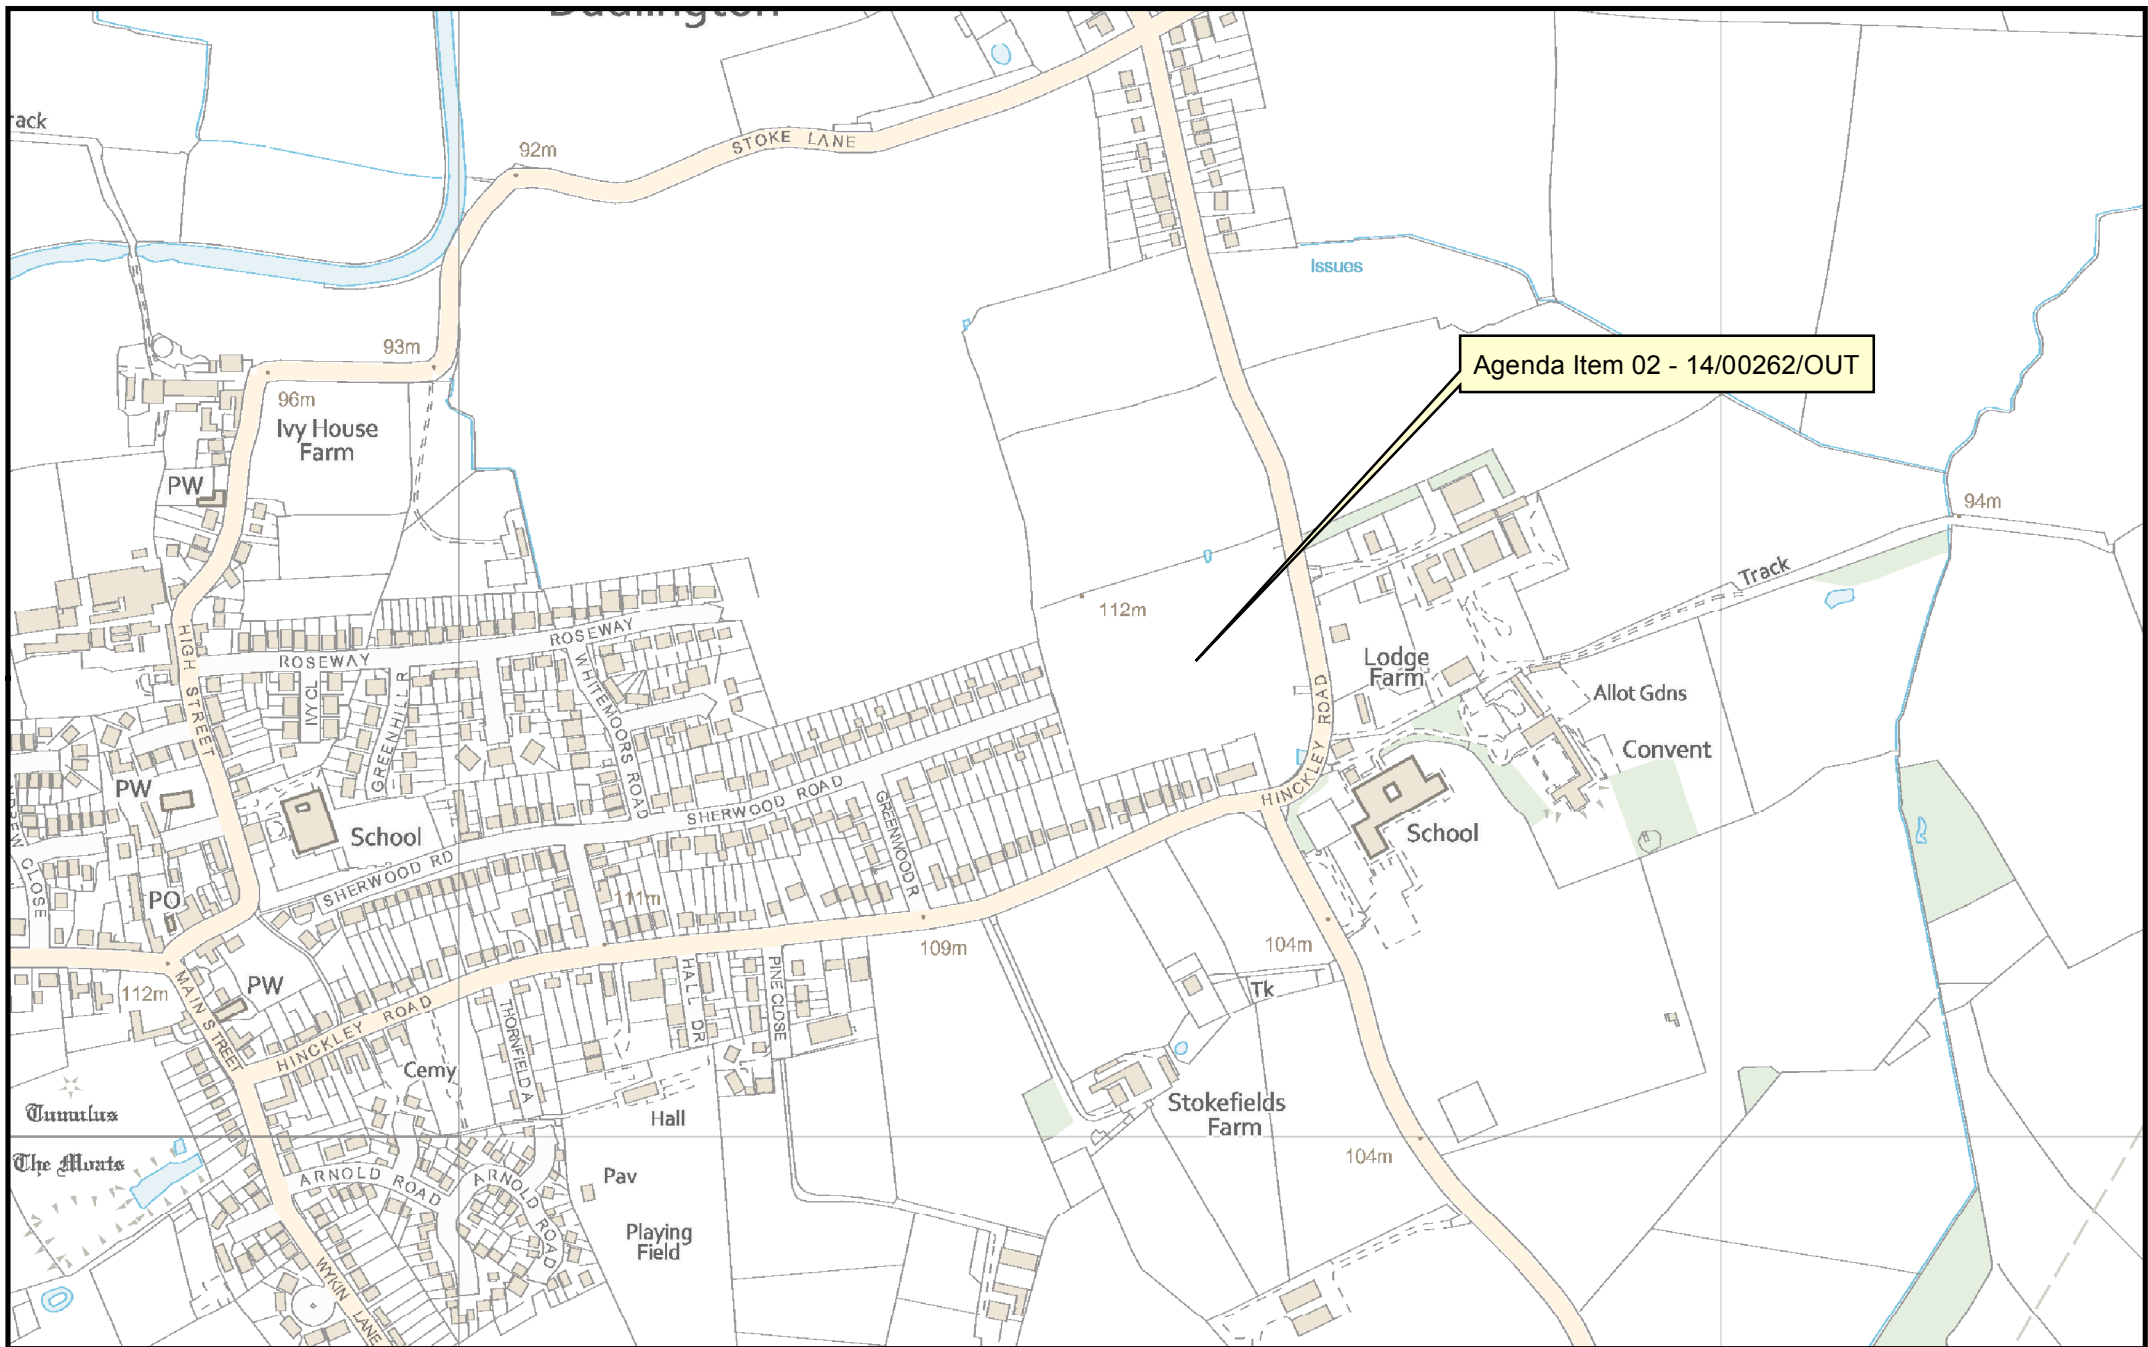 Dadlington
rack
92m
STOKE LANE
Issues
93m
Agenda Item 02 - 14/00262/OUT
96m
Ivy House
Farm
PW
94m
Track
112m
ROSEWAY
ROSEWAY
HIGH STREET
IVY CL
GREENHILL R
WHITEMOORS ROAD
Lodge
Farm
Allot Gdns
HINCKLEY ROAD
Convent
PW
School
SHERWOOD ROAD
GREENWOOD R
School
SHERWOOD RD
REW CLOSE
PO
111m
109m
104m
PW
112m
MAIN STREET
HINCKLEY ROAD
THORNFIELD A
HALL DR
PINE CLOSE
Tk
Cemy
Tumulus
Hall
Stokefields
Farm
The Moats
104m
ARNOLD ROAD
ARNOLD ROAD
Pav
Playing
Field
WYKIN LANE